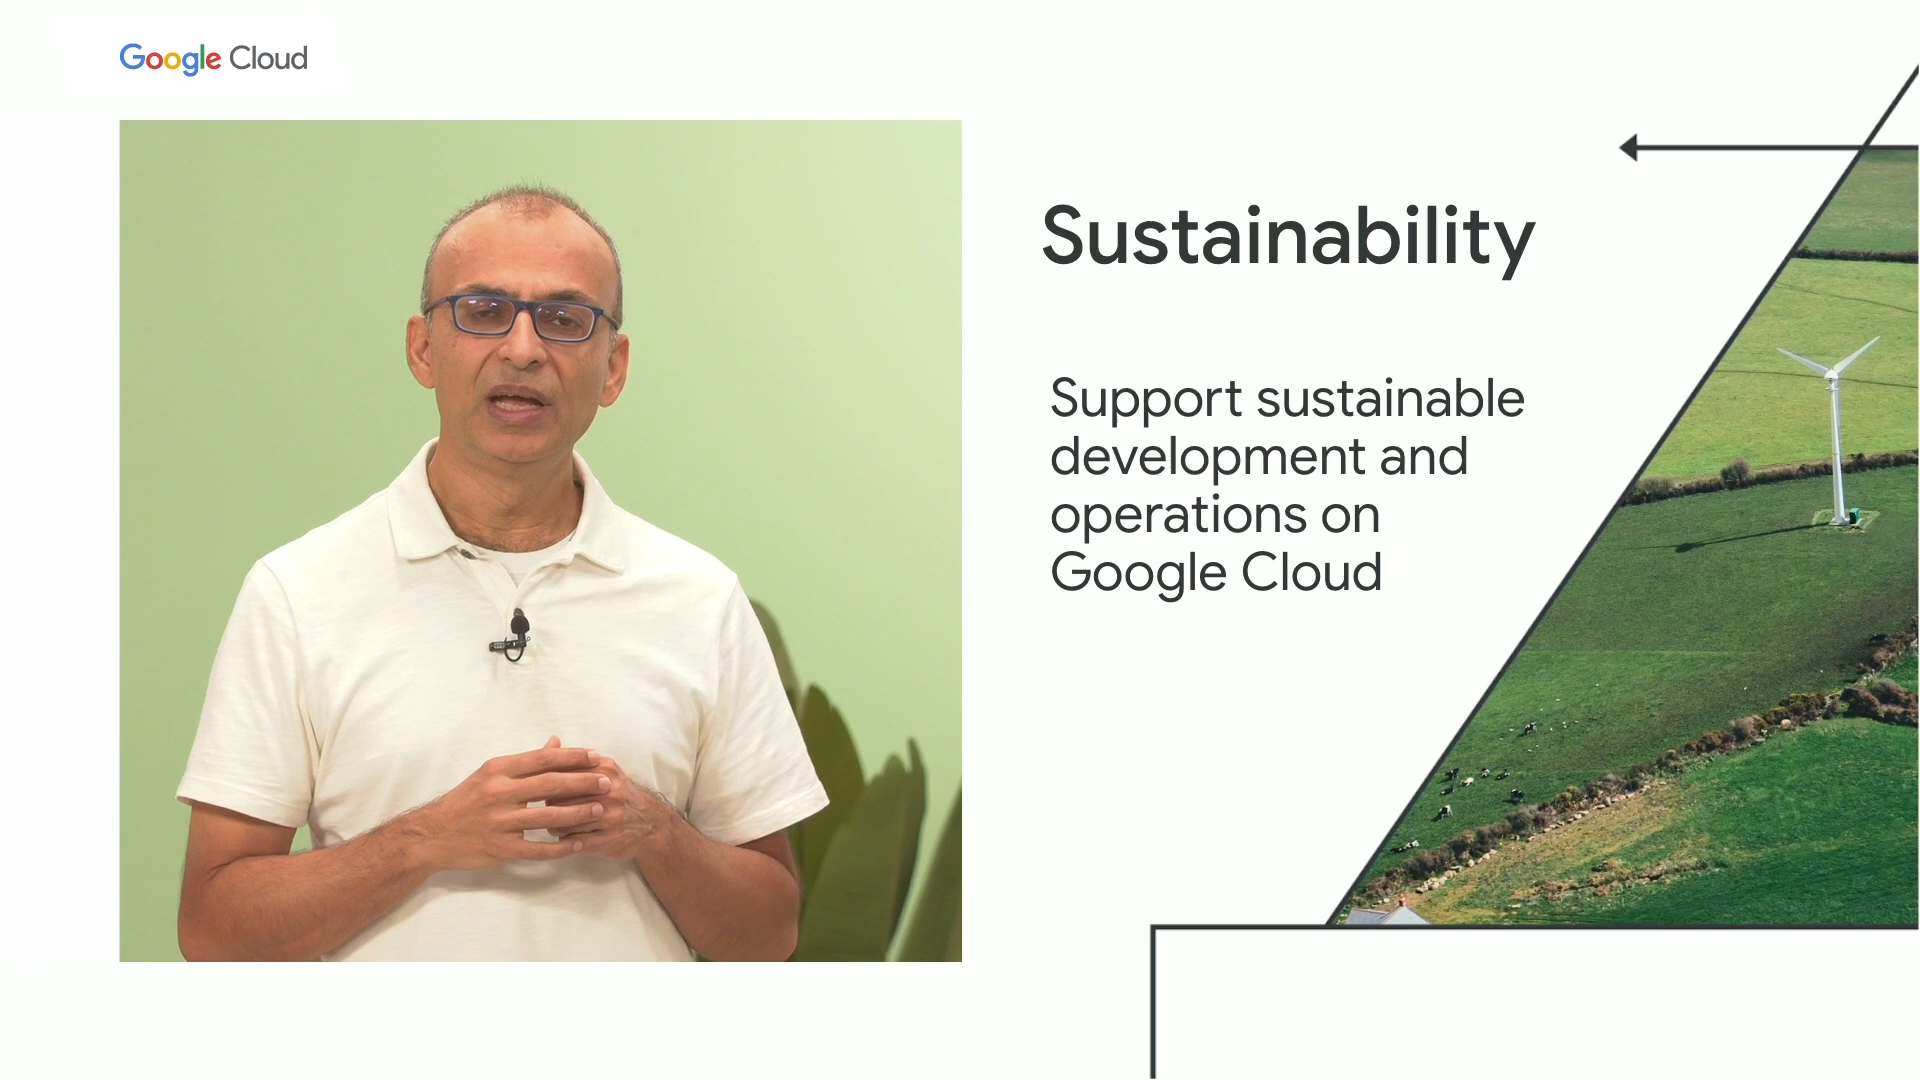 Google Cloud
Sustainability
Support sustainable
development and
operations on
Google Cloud